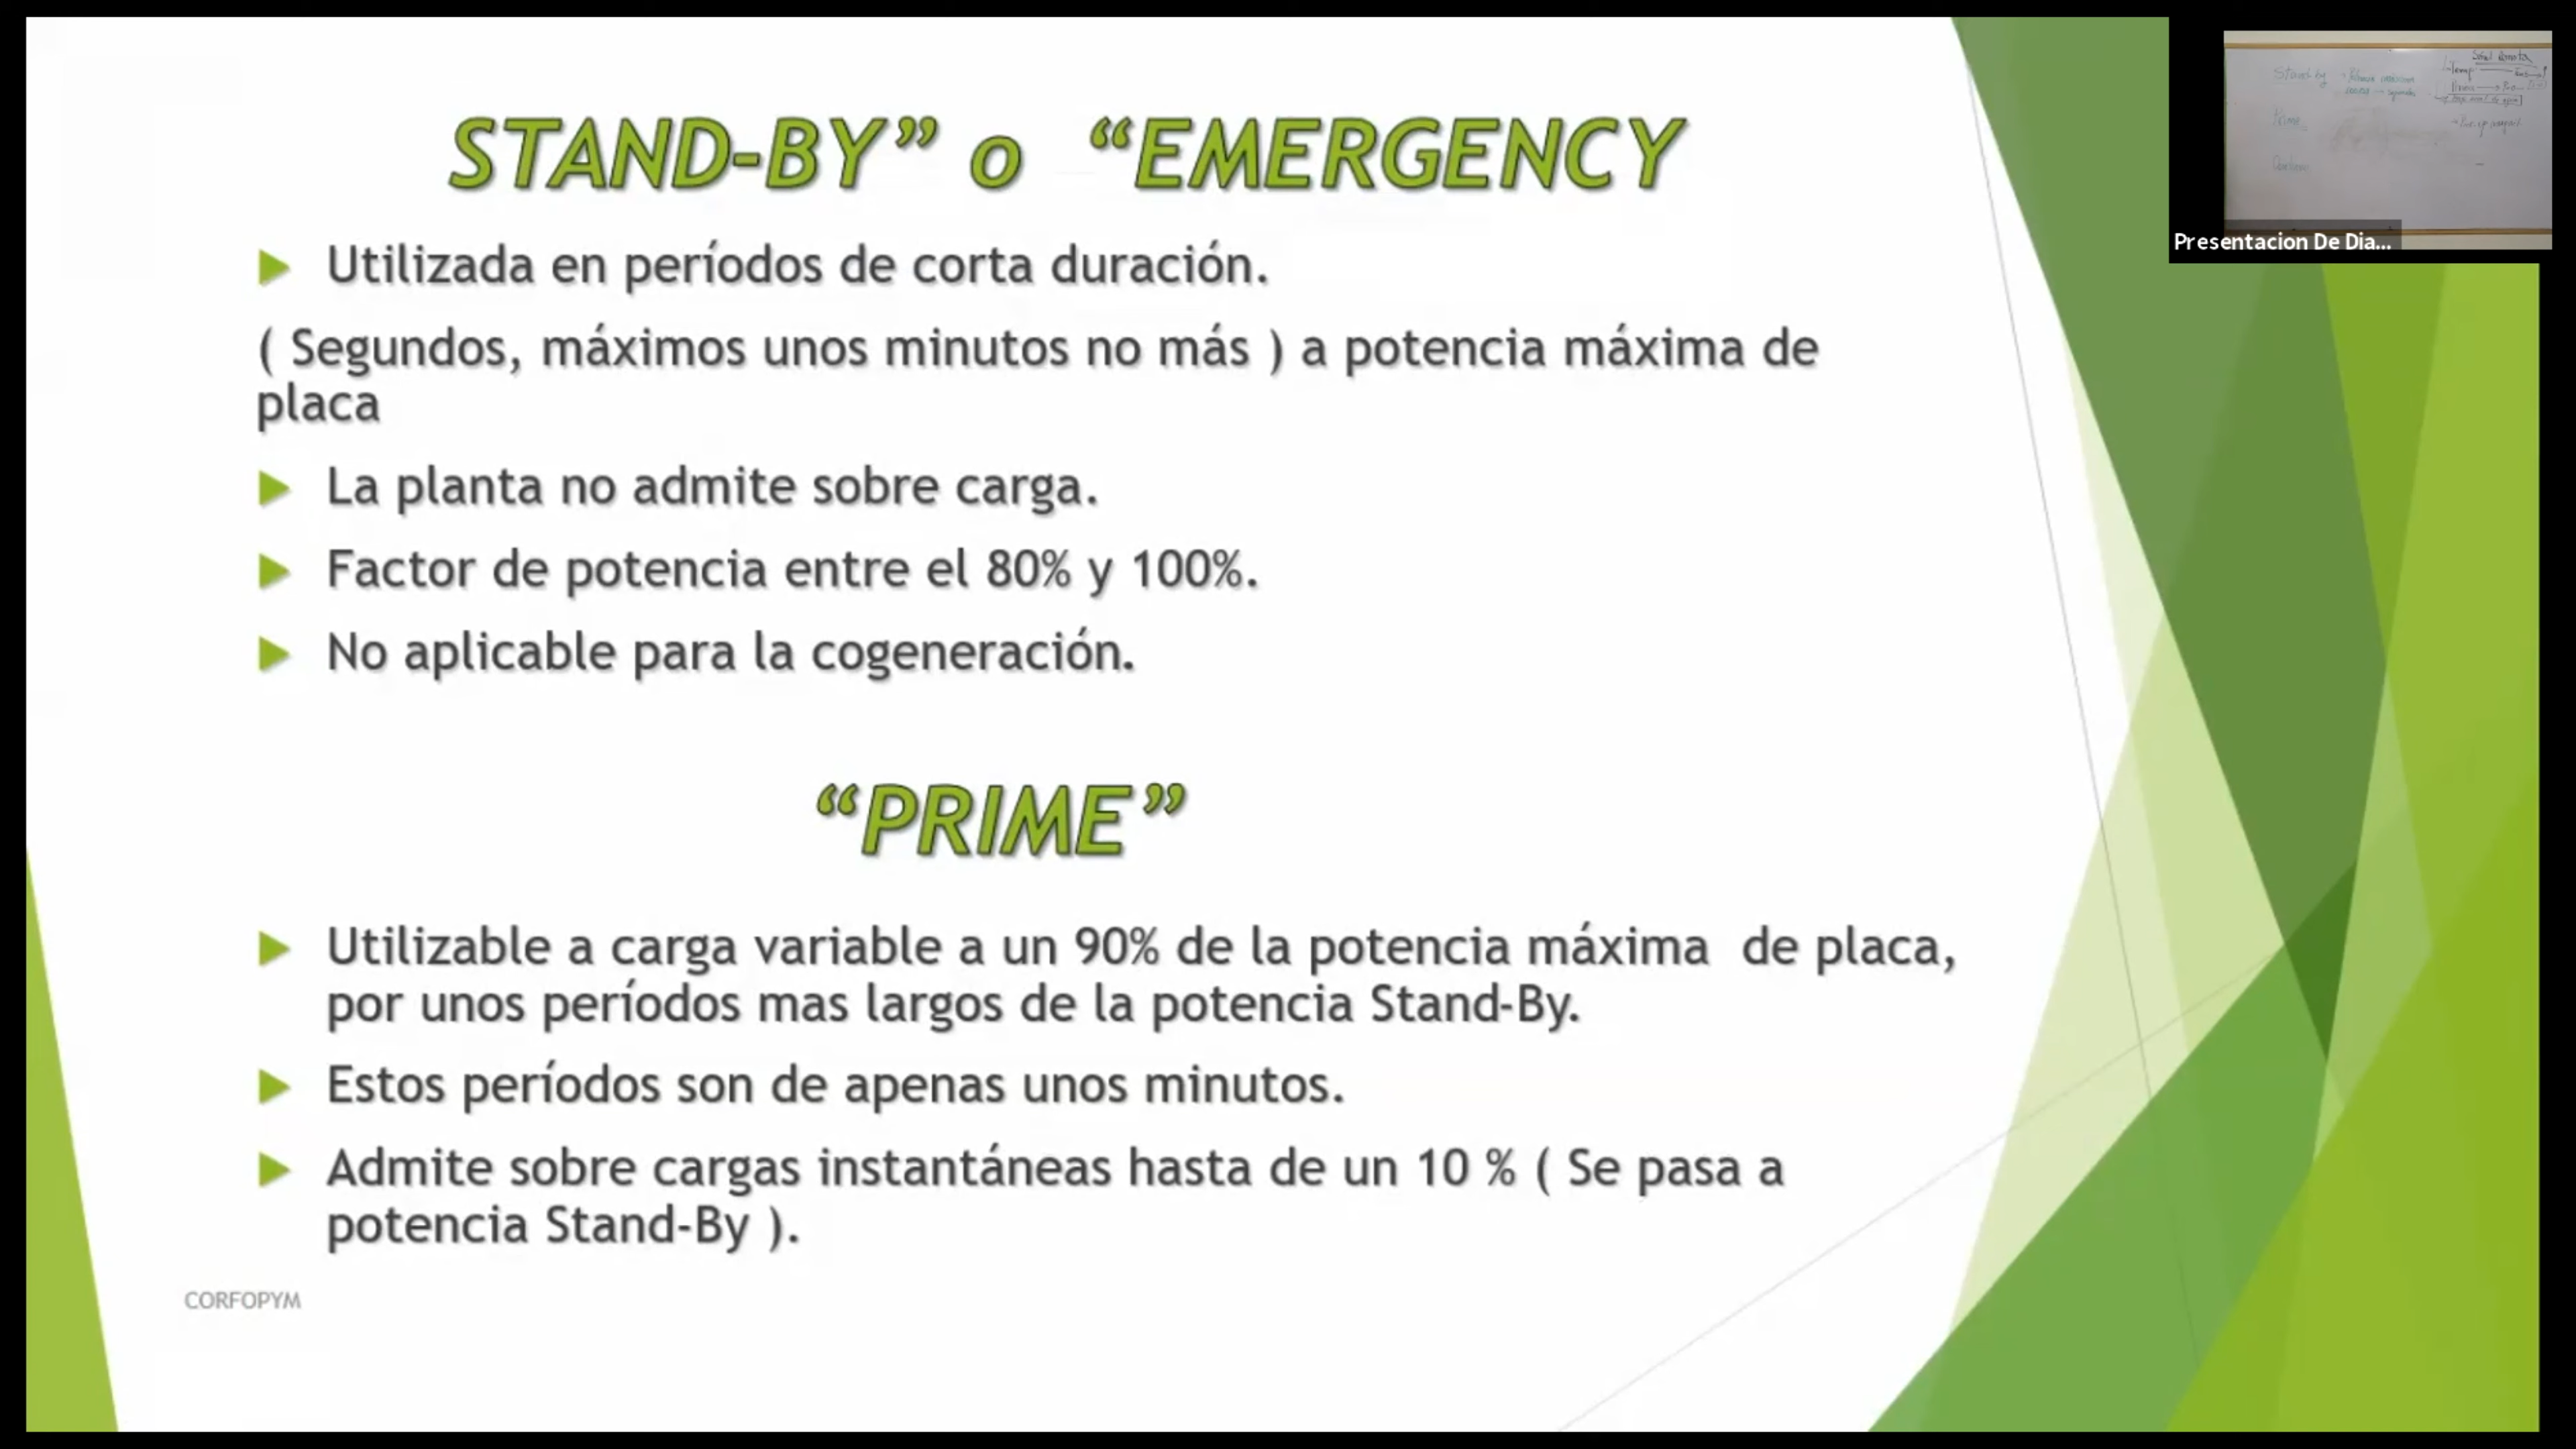 STAND-BY” o “EMERGENCY
Utilizada en períodos de corta duración.
( Segundos, máximos unos minutos no más ) a potencia máxima de
placa
La planta no admite sobre carga.
Factor de potencia entre el 80% y 100%.
No aplicable para la cogeneración.
“PRIME”
Utilizable a carga variable a un 90% de la potencia máxima de placa,
por unos períodos mas largos de la potencia Stand-By.
Estos períodos son de apenas unos minutos.
Admite sobre cargas instantáneas hasta de un 10 % ( Se pasa a
potencia Stand-By ).
CORFOPYM
Stand by
Presentacion De Dia...